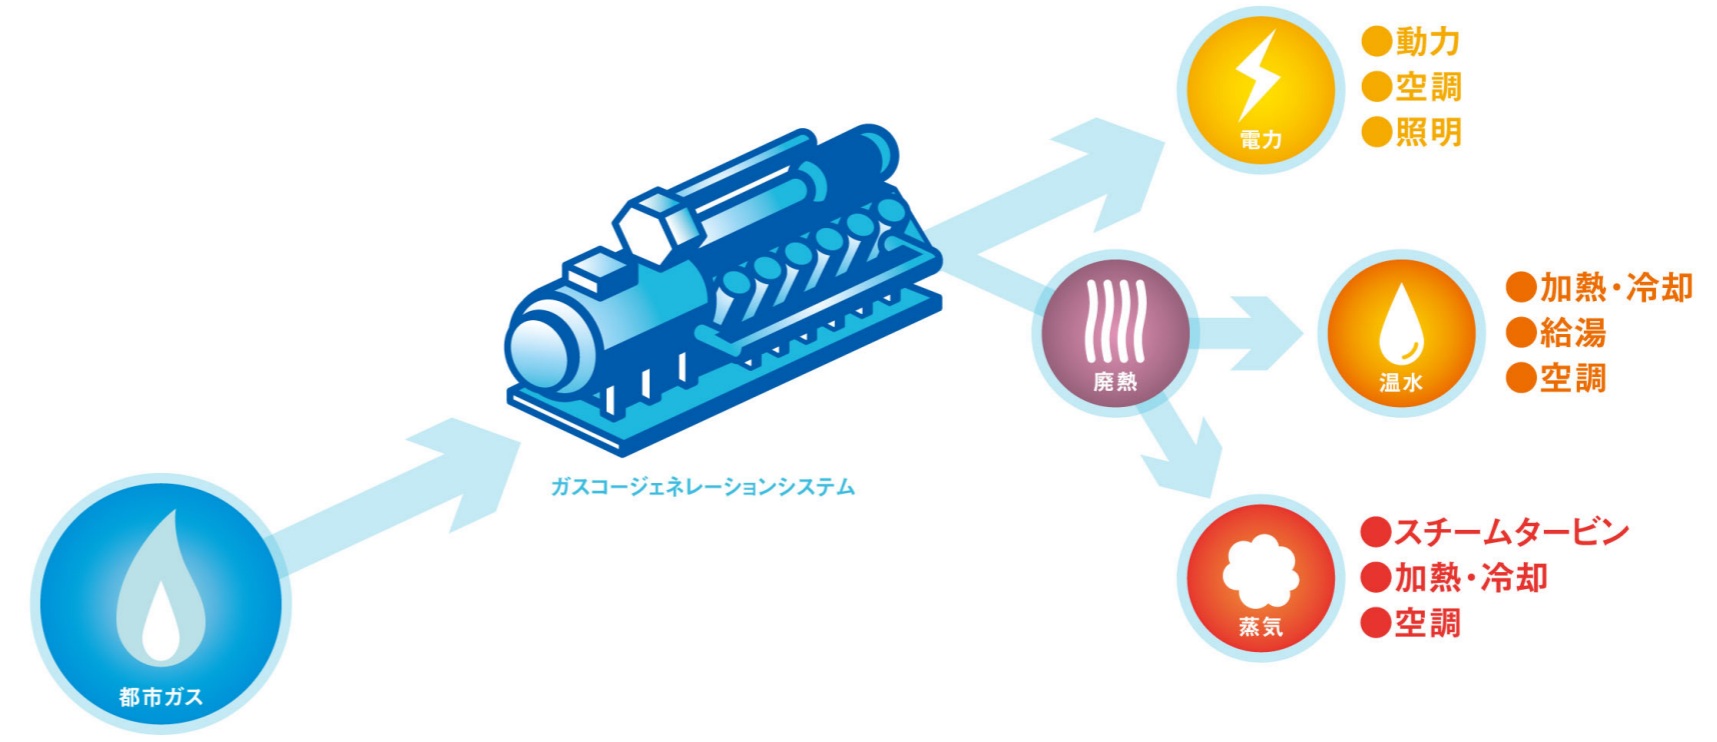 都市ガス
ガスコージェネレーションシステム
電力
●動力
●空調
●照明
廃熱
温水
●加熱・冷却
●給湯
●空調
蒸気
●スチームタービン
●加熱・冷却
●空調